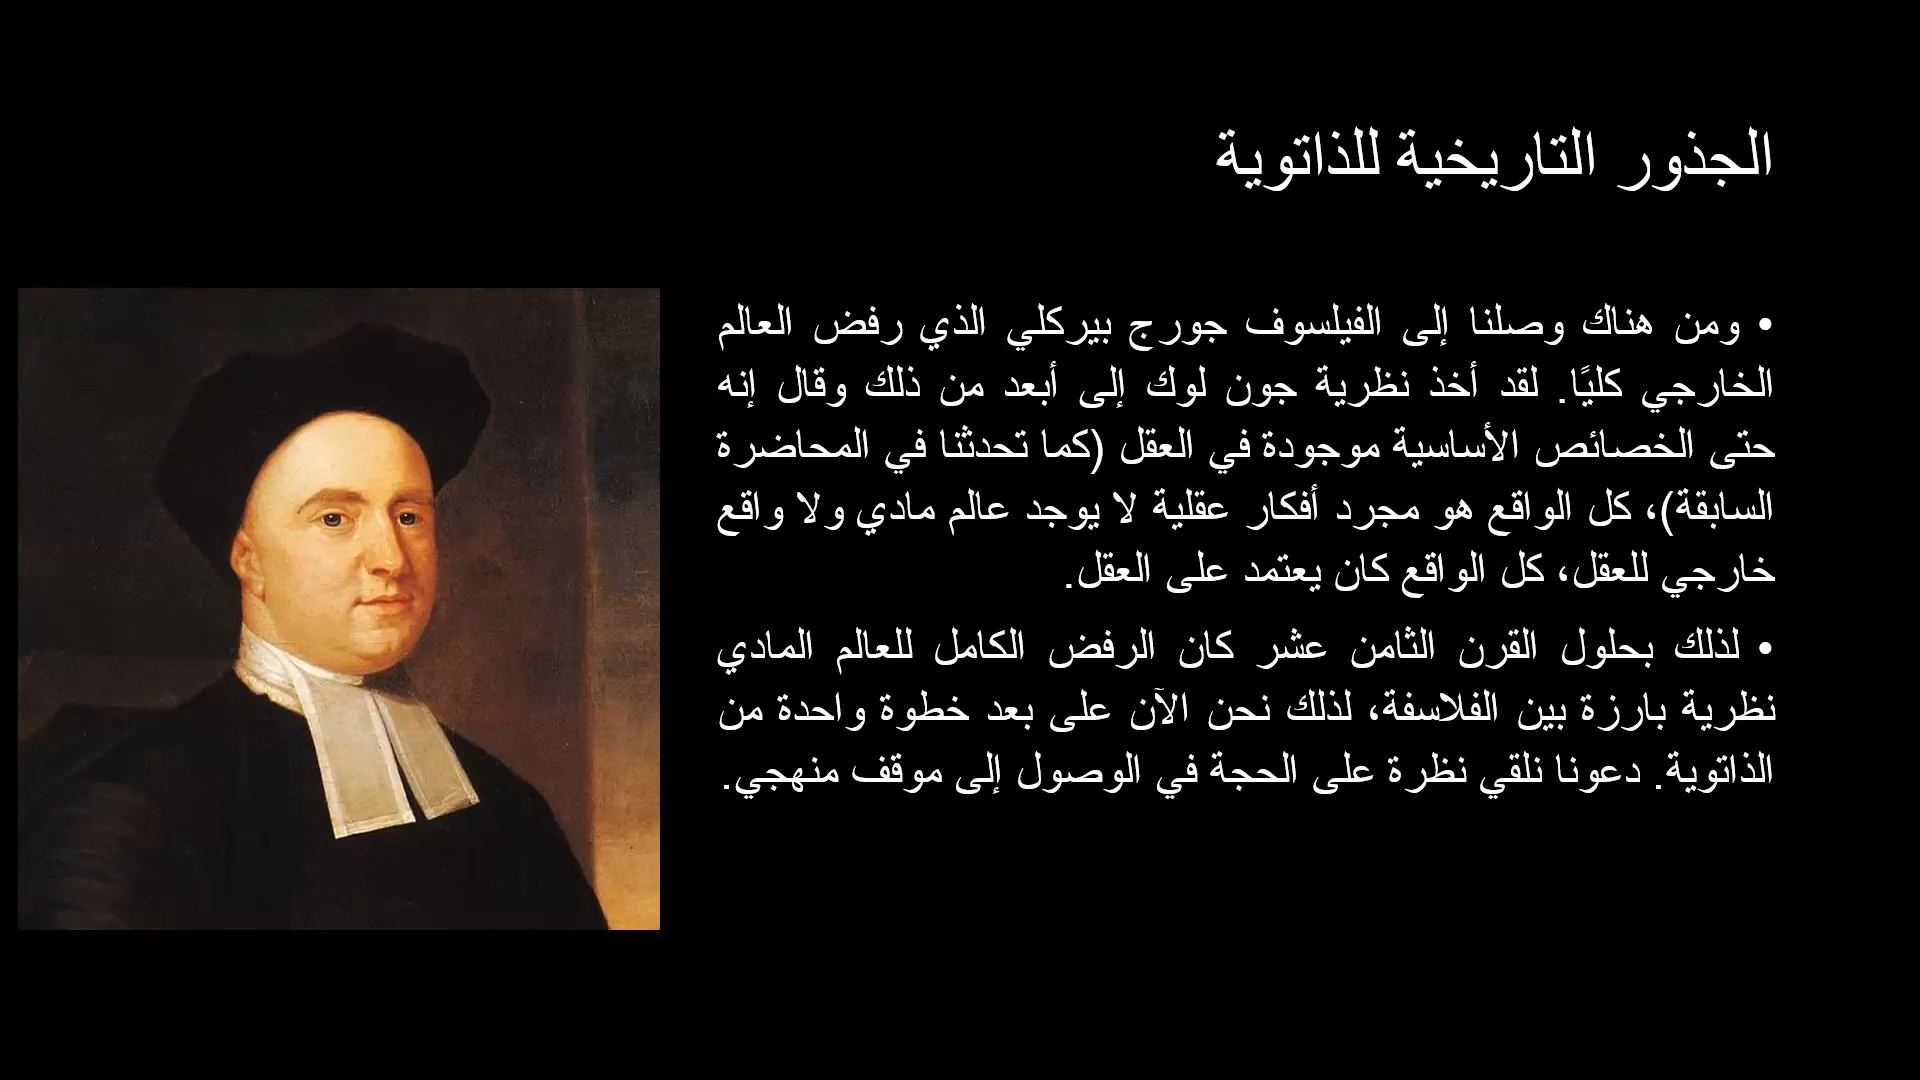 الجذور التاريخية للذاتوية
• ومن هناك وصلنا إلى الفيلسوف جورج بيركلي الذي رفض العالم
الخارجي كليًا. لقد أخذ نظرية جون لوك إلى أبعد من ذلك وقال إنه
حتى الخصائص الأساسية موجودة في العقل (كما تحدثنا في المحاضرة
السابقة)، كل الواقع هو مجرد أفكار عقلية لا يوجد عالم مادي ولا واقع
خارجي للعقل، كل الواقع كان يعتمد على العقل.
• لذلك بحلول القرن الثامن عشر كان الرفض الكامل للعالم المادي
نظرية بارزة بين الفلاسفة، لذلك نحن الآن على بعد خطوة واحدة من
الذاتوية. دعونا نلقي نظرة على الحجة في الوصول إلى موقف منهجي.